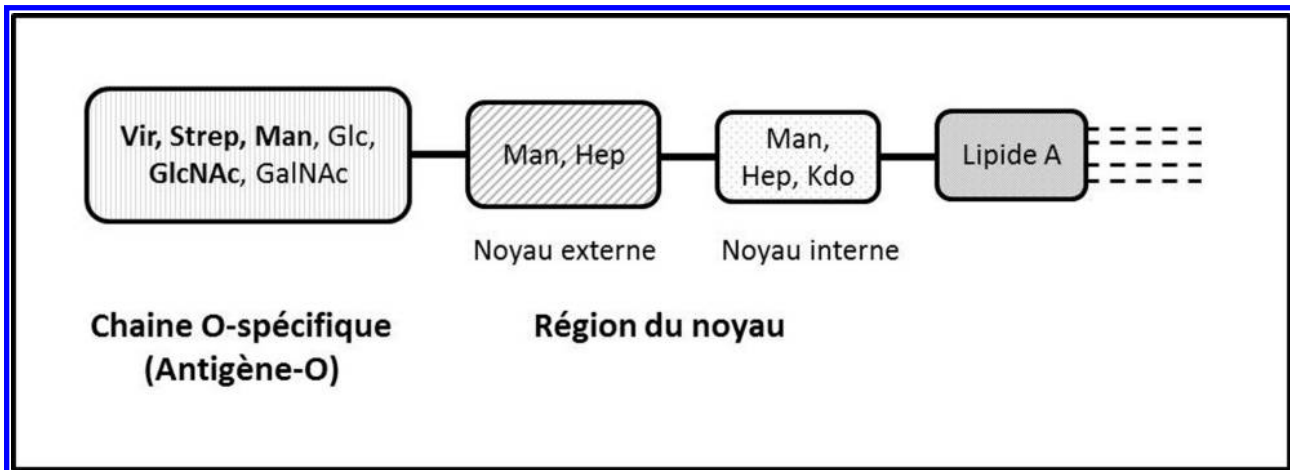 Vir, Strep, Man, Glc,
GlcNAc, GalNAc
Man, Hep
Man,
Hep, Kdo
Lipide A
Noyau externe
Noyau interne
Chaine O-spécifique
(Antigène-O)
Région du noyau